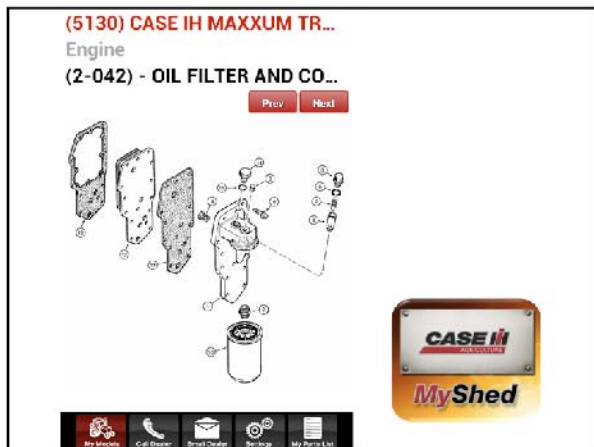 (5130) CASE IH MAXXUM TR...
Engine
(2-042) - OIL FILTER AND CO...
Prev Next
CASE IH
AGRICULTURE
MyShed
My Models Call Dealer Email Dealer Settings My Parts List